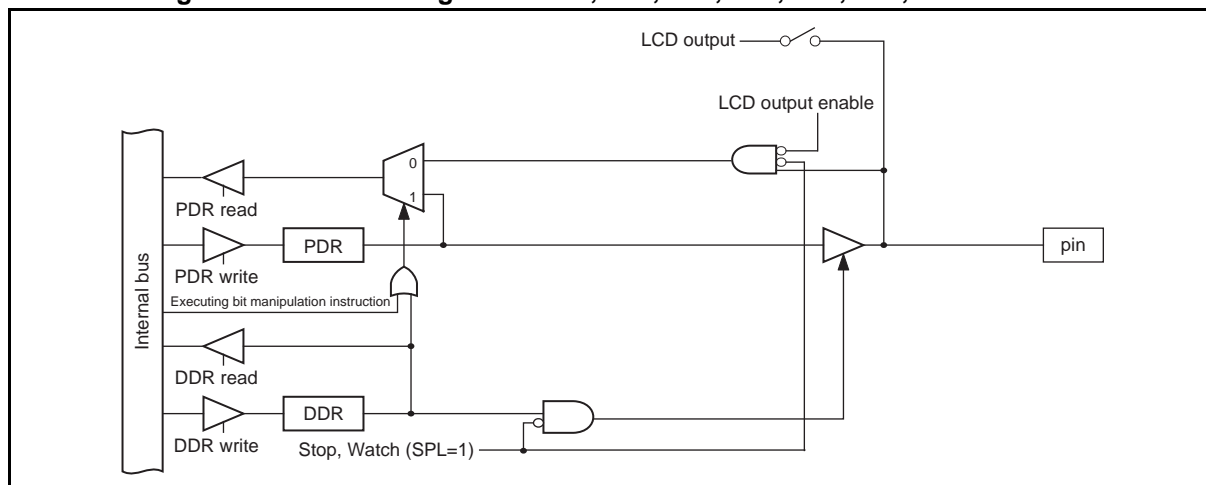 LCD output
LCD output enable
0
1
PDR read
PDR
pin
PDR write
Internal bus
Executing bit manipulation instruction
DDR read
DDR
DDR write
Stop, Watch (SPL=1)